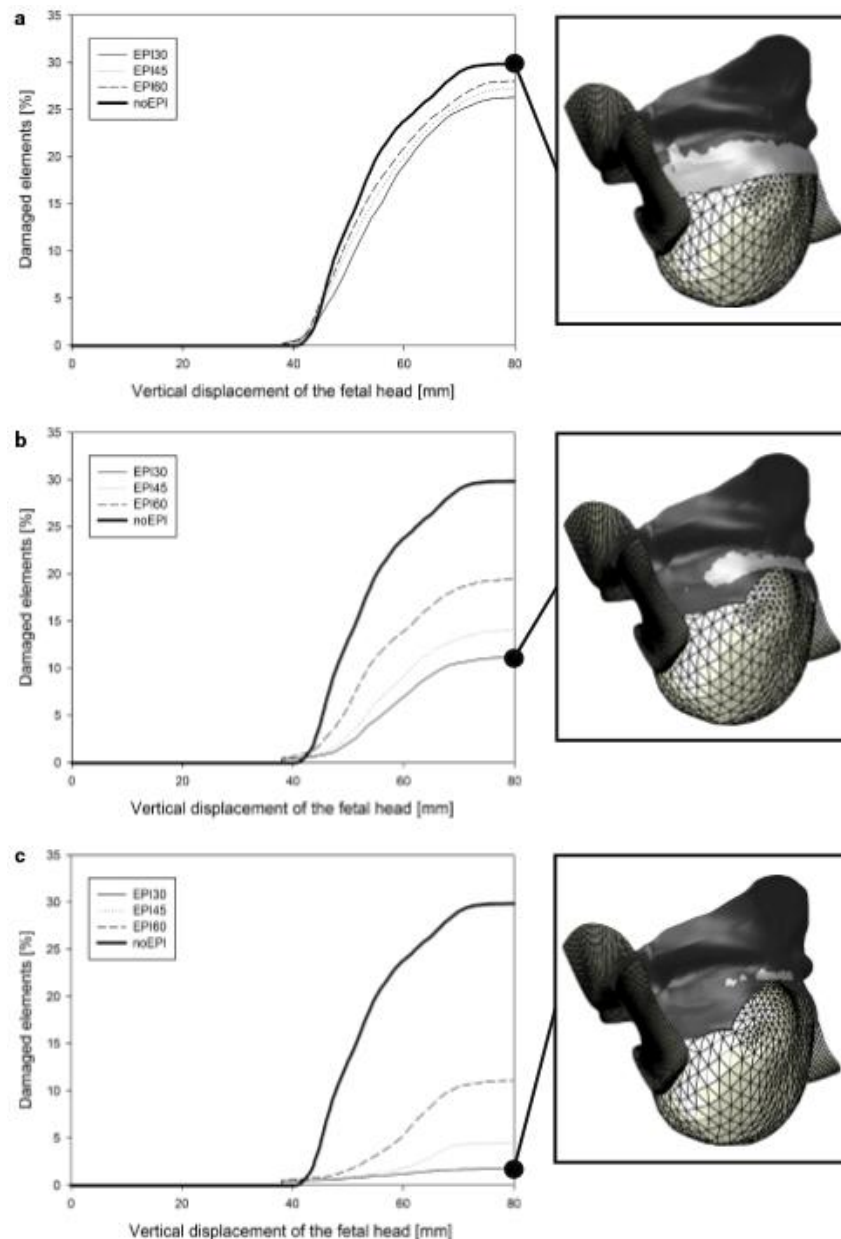 a
35
30
25
20
15
10
5
0
Damaged elements [%]
EPI30
EPI45
EPI60
noEPI
0 20 40 60 80
Vertical displacement of the fetal head [mm]
b
35
30
25
20
15
10
5
0
Damaged elements [%]
EPI30
EPI45
EPI60
noEPI
0 20 40 60 80
Vertical displacement of the fetal head [mm]
c
35
30
25
20
15
10
5
0
Damaged elements [%]
EPI30
EPI45
EPI60
noEPI
0 20 40 60 80
Vertical displacement of the fetal head [mm]